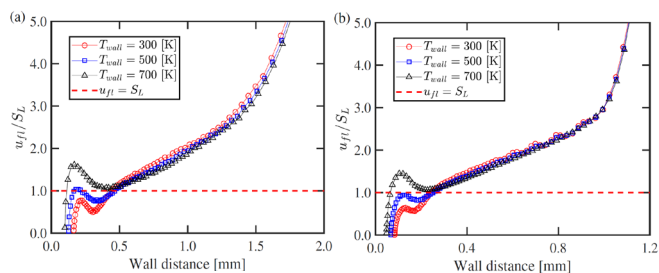 (a)
5.0
4.0
3.0
2.0
1.0
0.0
u_fl/S_L
T_wall = 300 [K]
T_wall = 500 [K]
T_wall = 700 [K]
u_fl = S_L
0.0 0.5 1.0 1.5 2.0
Wall distance [mm]
(b)
5.0
4.0
3.0
2.0
1.0
0.0
u_fl/S_L
T_wall = 300 [K]
T_wall = 500 [K]
T_wall = 700 [K]
u_fl = S_L
0.0 0.4 0.8 1.2
Wall distance [mm]